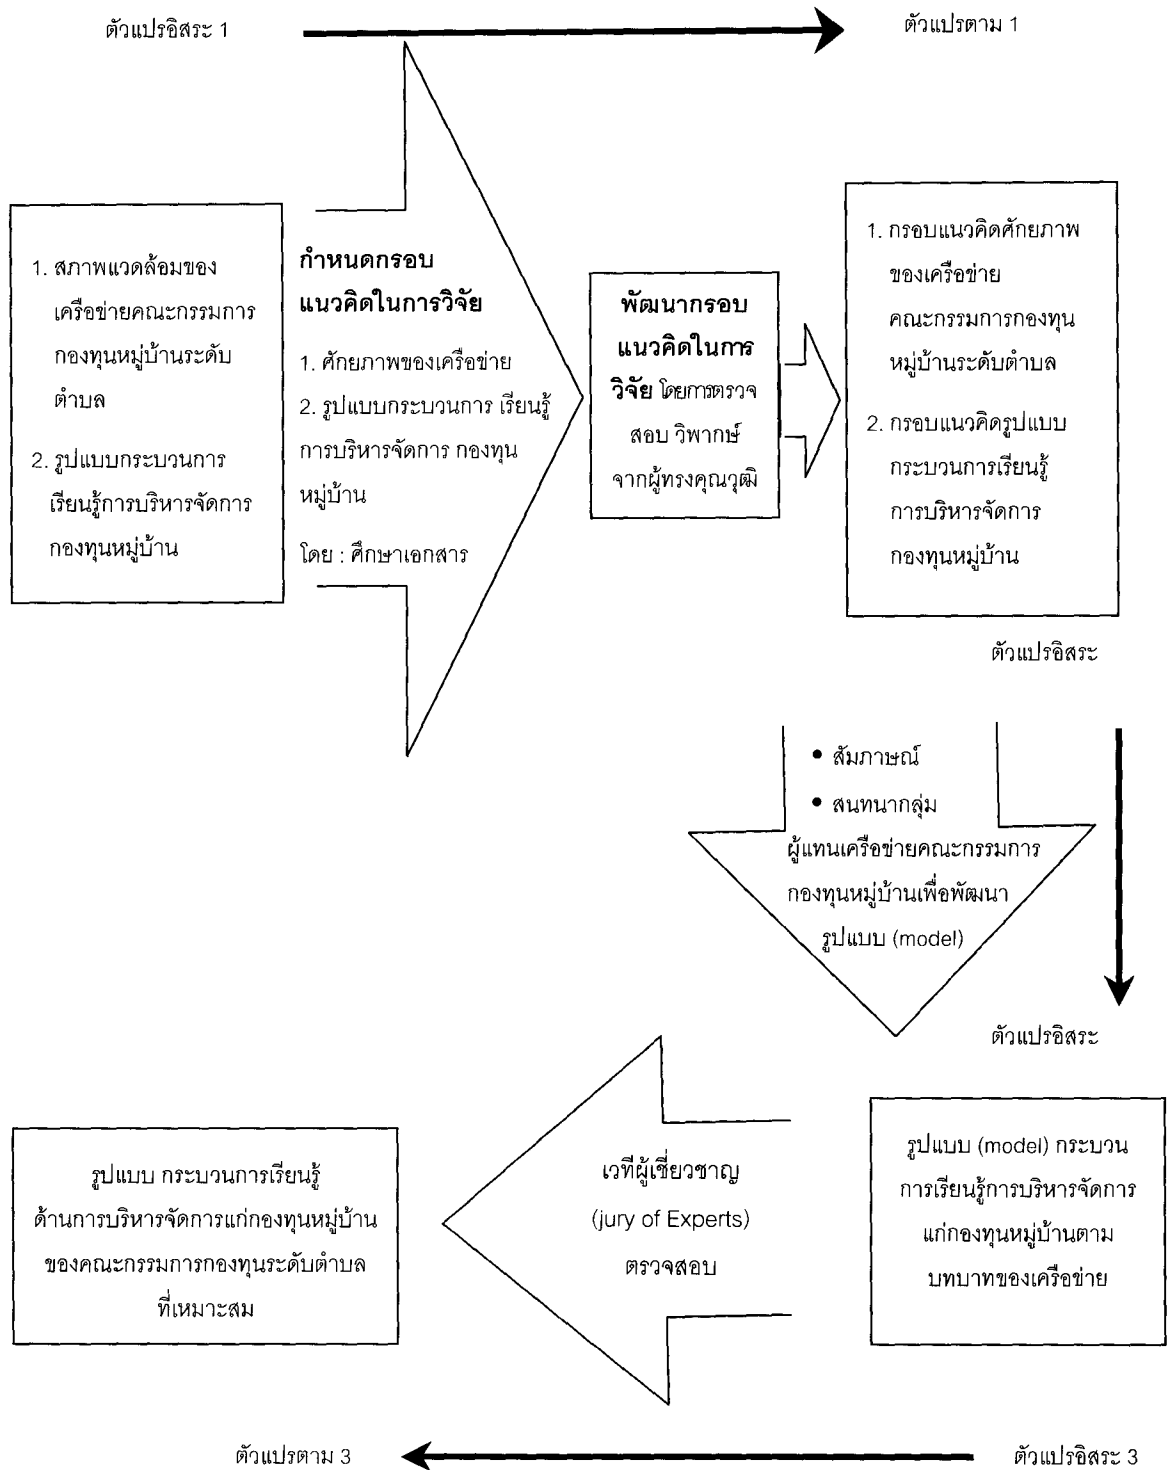 ตัวแปรอิสระ 1
ตัวแปรตาม 1
1. สภาพแวดล้อมของ
เครือข่ายคณะกรรมการ
กองทุนหมู่บ้านระดับ
ตำบล
2. รูปแบบกระบวนการ
เรียนรู้การบริหารจัดการ
กองทุนหมู่บ้าน
กำหนดกรอบ
แนวคิดในการวิจัย
1. ศักยภาพของเครือข่าย
2. รูปแบบกระบวนการ เรียนรู้
การบริหารจัดการ กองทุน
หมู่บ้าน
โดย : ศึกษาเอกสาร
พัฒนากรอบ
แนวคิดในการ
วิจัย โดยการตรวจ
สอบ วิพากษ์
จากผู้ทรงคุณวุฒิ
1. กรอบแนวคิดศักยภาพ
ของเครือข่าย
คณะกรรมการกองทุน
หมู่บ้านระดับตำบล
2. กรอบแนวคิดรูปแบบ
กระบวนการเรียนรู้
การบริหารจัดการ
กองทุนหมู่บ้าน
ตัวแปรอิสระ
• สัมภาษณ์
• สนทนากลุ่ม
ผู้แทนเครือข่ายคณะกรรมการ
กองทุนหมู่บ้านเพื่อพัฒนา
รูปแบบ (model)
ตัวแปรอิสระ
รูปแบบ (model) กระบวน
การเรียนรู้การบริหารจัดการ
แก่กองทุนหมู่บ้านตาม
บทบาทของเครือข่าย
เวทีผู้เชี่ยวชาญ
(jury of Experts)
ตรวจสอบ
รูปแบบ กระบวนการเรียนรู้
ด้านการบริหารจัดการแก่กองทุนหมู่บ้าน
ของคณะกรรมการกองทุนระดับตำบล
ที่เหมาะสม
ตัวแปรตาม 3
ตัวแปรอิสระ 3